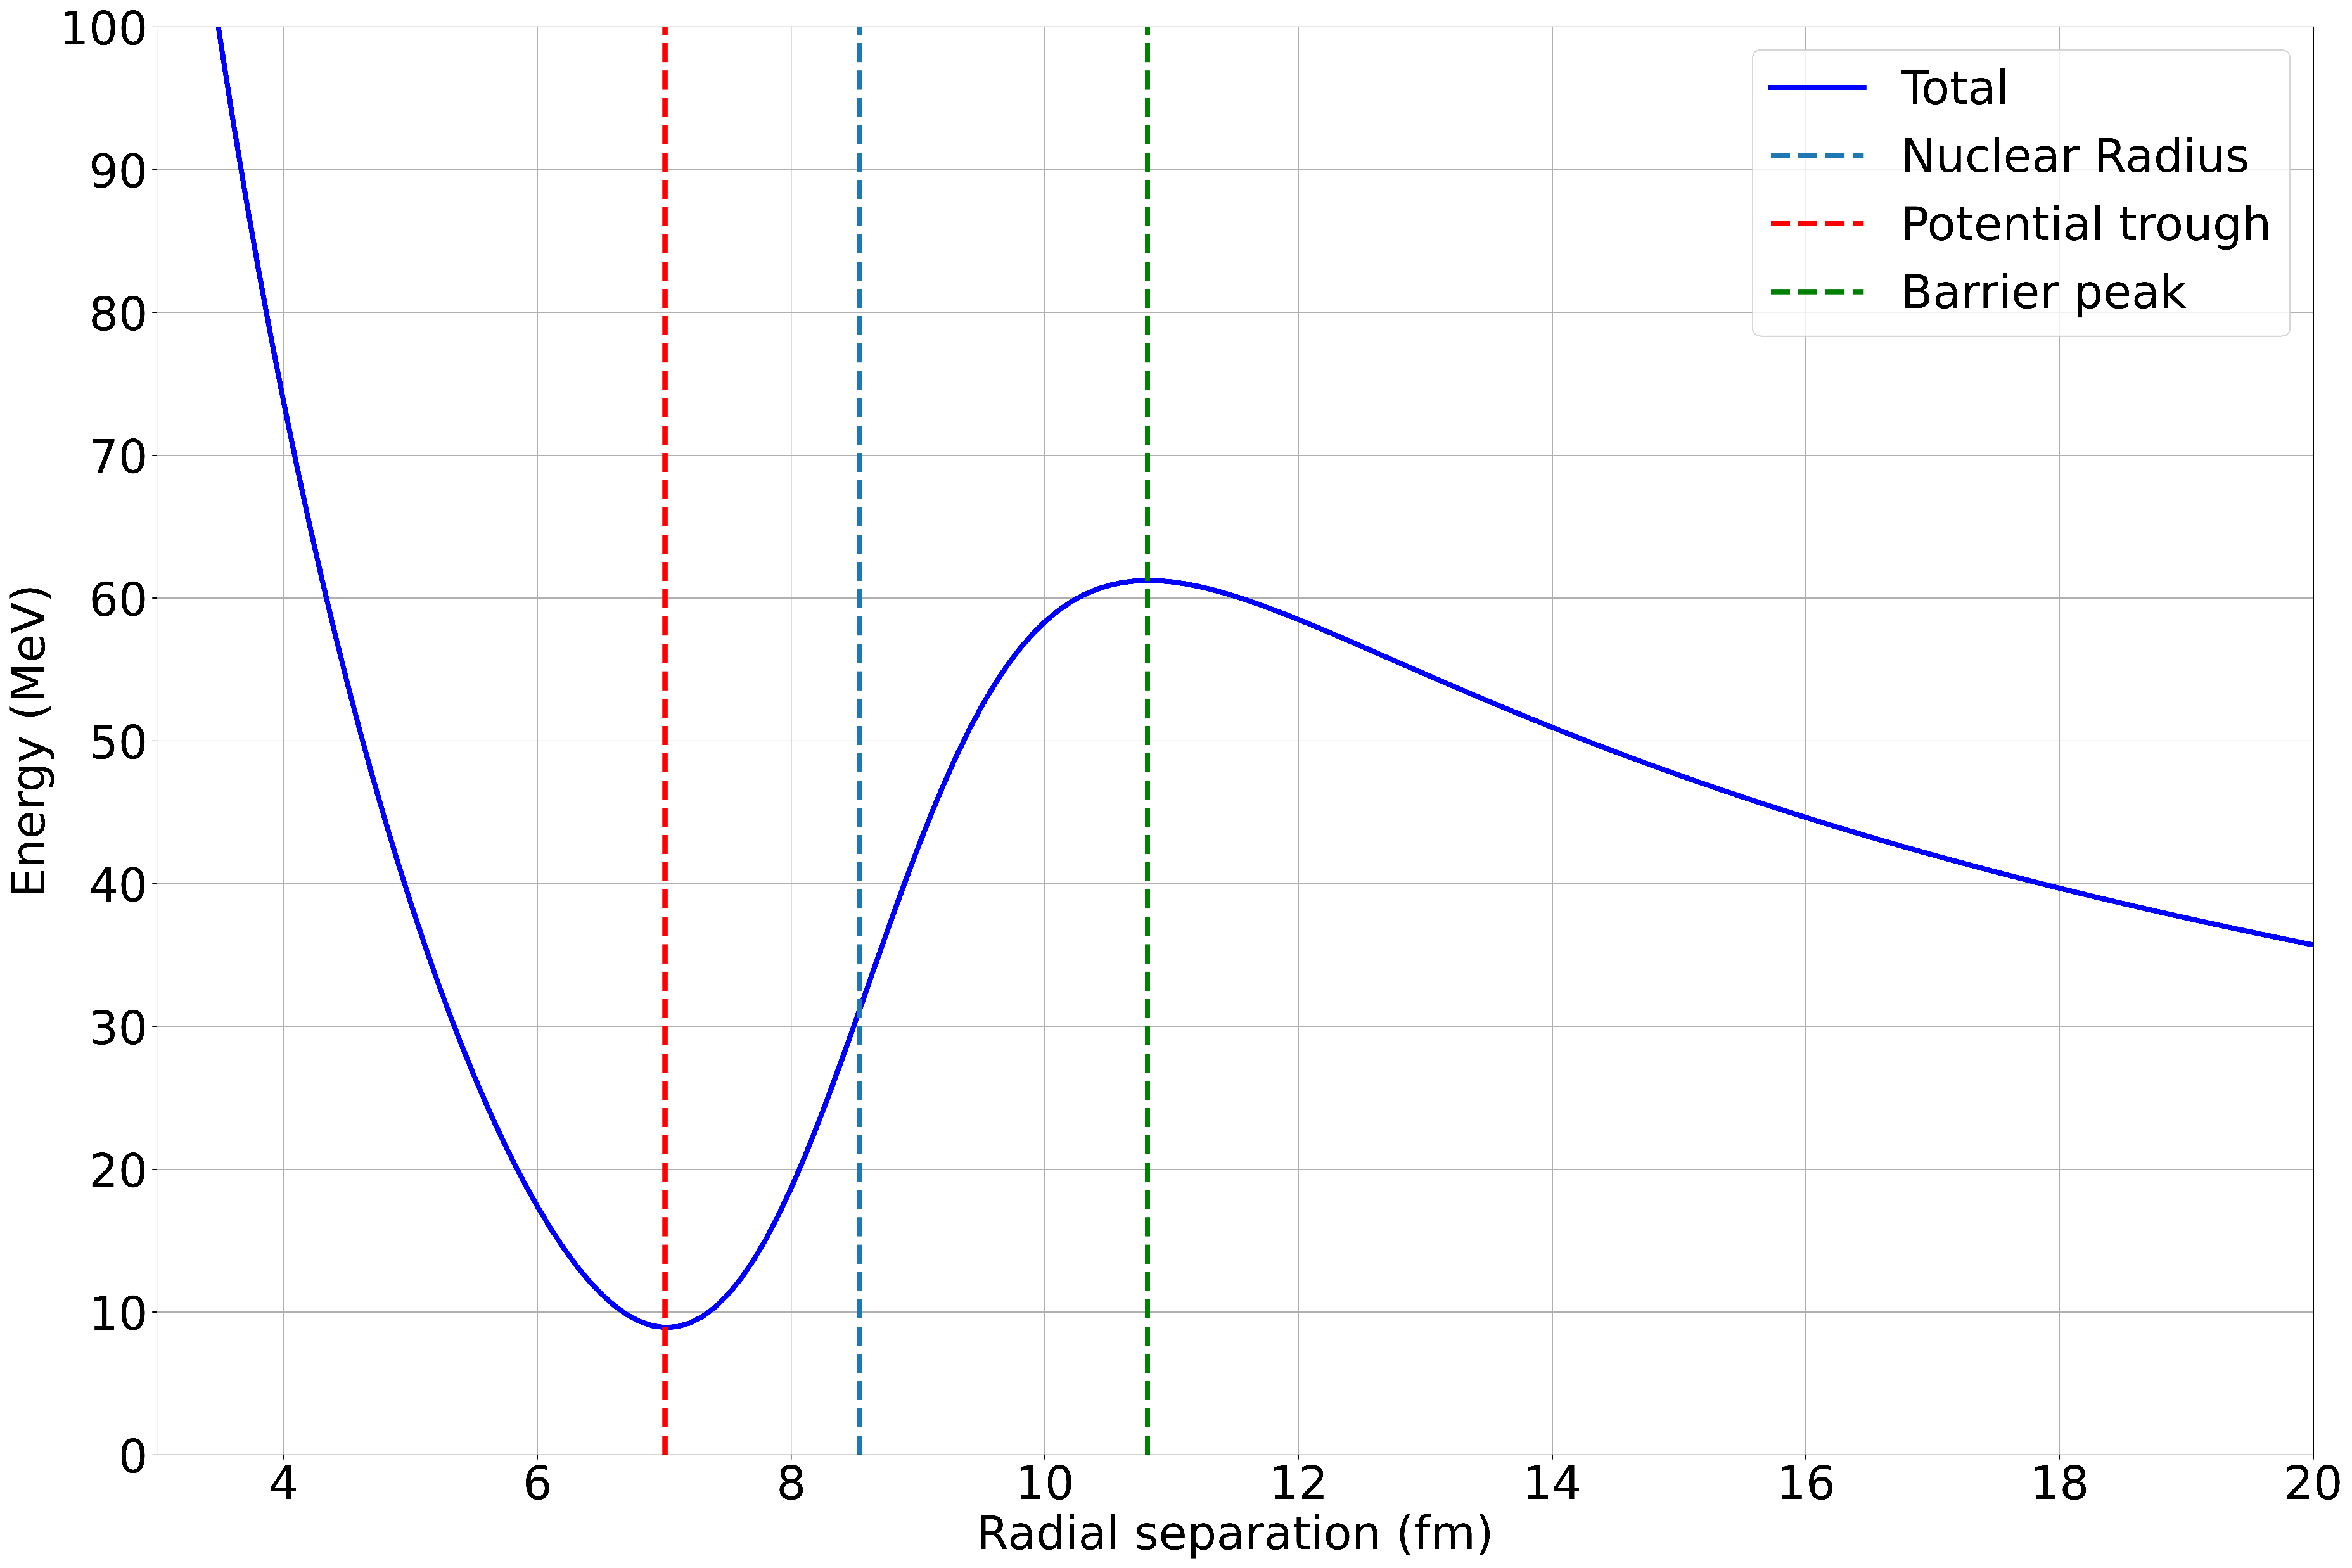 100
90
80
70
60
50
40
30
20
10
0
Energy (MeV)
Total
Nuclear Radius
Potential trough
Barrier peak
4 6 8 10 12 14 16 18 20
Radial separation (fm)